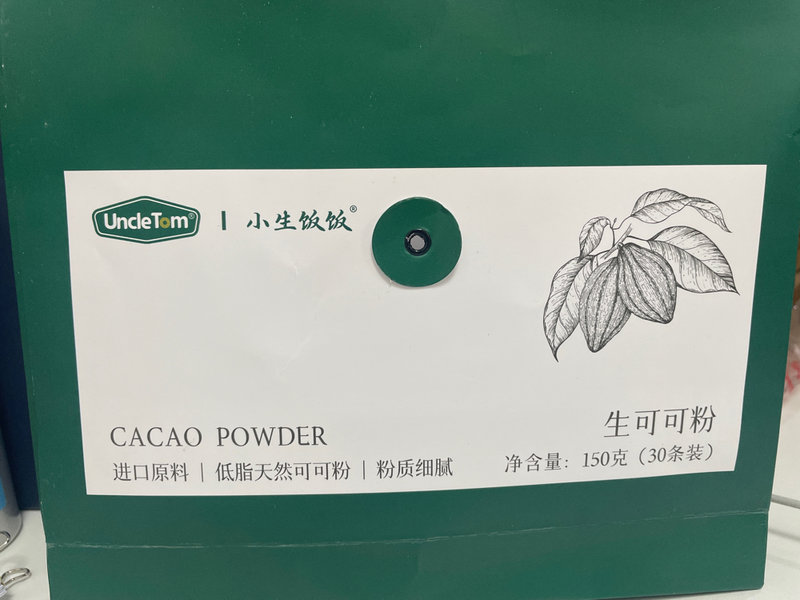 UncleTom® | 小生饭饭®
CACAO POWDER
进口原料 | 低脂天然可可粉 | 粉质细腻
生可可粉
净含量：150克（30条装）